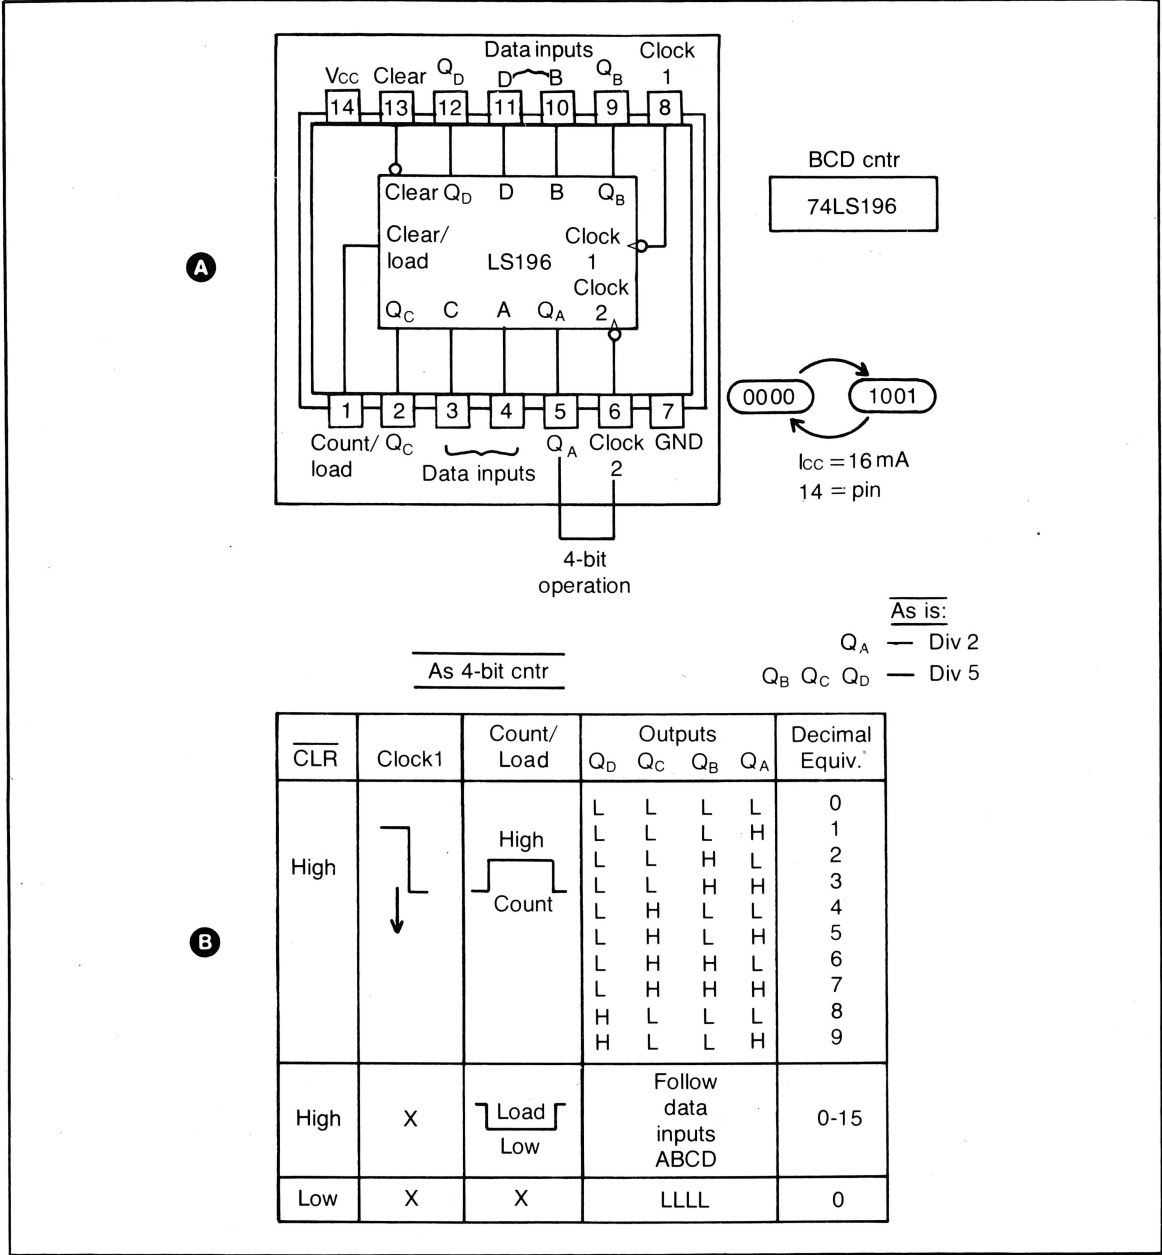 Data inputs
Clock
1
Vcc Clear QD D B QB
14 13 12 11 10 9 8
Clear QD D B QB
Clear/
load
LS196
Clock
1
Clock
2
QC C A QA
1 2 3 4 5 6 7
Count/
load
QC
Data inputs
QA
Clock
2
GND
4-bit
operation
A
BCD cntr
74LS196
0000 1001
Icc = 16 mA
14 = pin
As is:
QA — Div 2
QB QC QD — Div 5
As 4-bit cntr
B
CLR Clock1 Count/ Load Outputs QD QC QB QA Decimal Equiv.
High
High
Count
L L L L 0
L L L H 1
L L H L 2
L L H H 3
L H L L 4
L H L H 5
L H H L 6
L H H H 7
H L L L 8
H L L H 9
High X Load Low Follow data inputs ABCD 0-15
Low X X LLLL 0